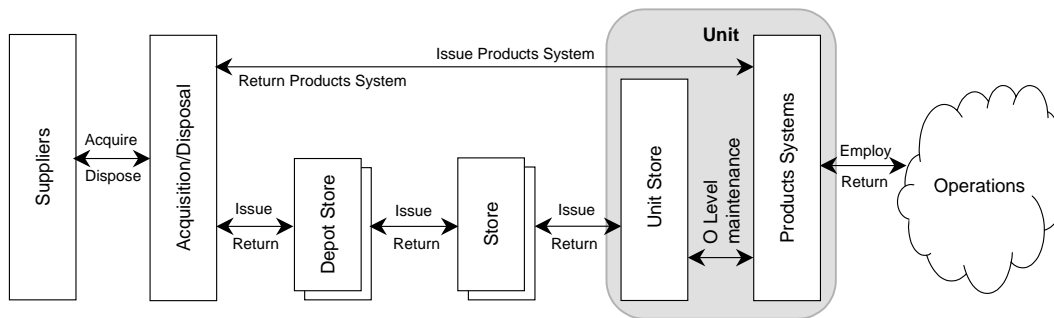 Unit
Issue Products System
Return Products System
Suppliers
Acquire
Dispose
Acquisition/Disposal
Issue
Return
Depot Store
Issue
Return
Store
Issue
Return
Unit Store
O Level
maintenance
Products Systems
Employ
Return
Operations